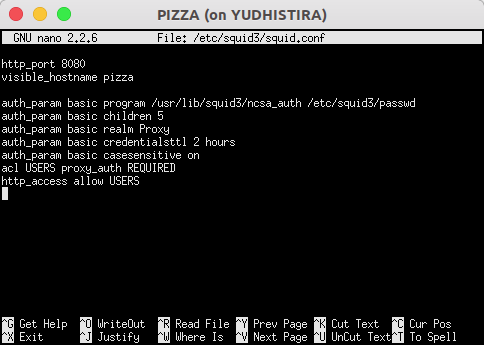 PIZZA (on YUDHISTIRA)
GNU nano 2.2.6 File: /etc/squid3/squid.conf
http_port 8080
visible_hostname pizza
auth_param basic program /usr/lib/squid3/ncsa_auth /etc/squid3/passwd
auth_param basic children 5
auth_param basic realm Proxy
auth_param basic credentialsttl 2 hours
auth_param basic casesensitive on
acl USERS proxy_auth REQUIRED
http_access allow USERS
^G Get Help ^O WriteOut ^R Read File ^Y Prev Page ^K Cut Text ^C Cur Pos
^X Exit ^J Justify ^W Where Is ^V Next Page ^U UnCut Text ^T To Spell